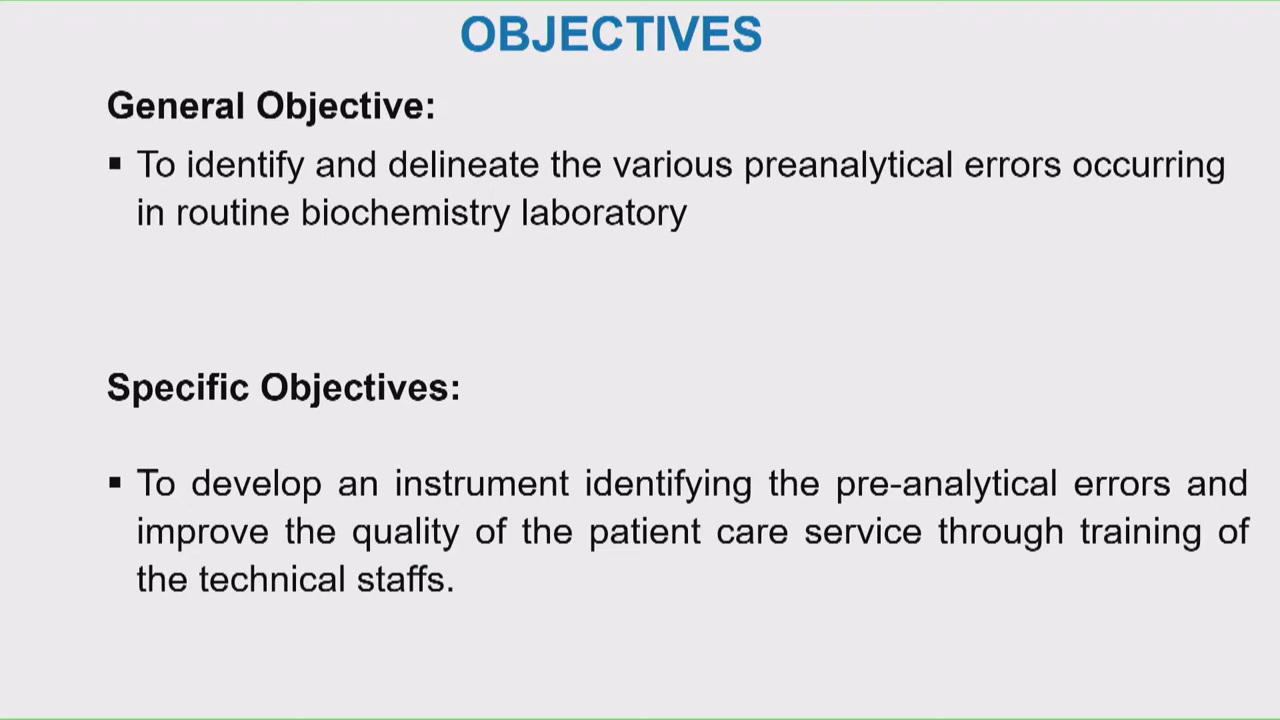 OBJECTIVES
General Objective:
▪ To identify and delineate the various preanalytical errors occurring
in routine biochemistry laboratory
Specific Objectives:
▪ To develop an instrument identifying the pre-analytical errors and
improve the quality of the patient care service through training of
the technical staffs.